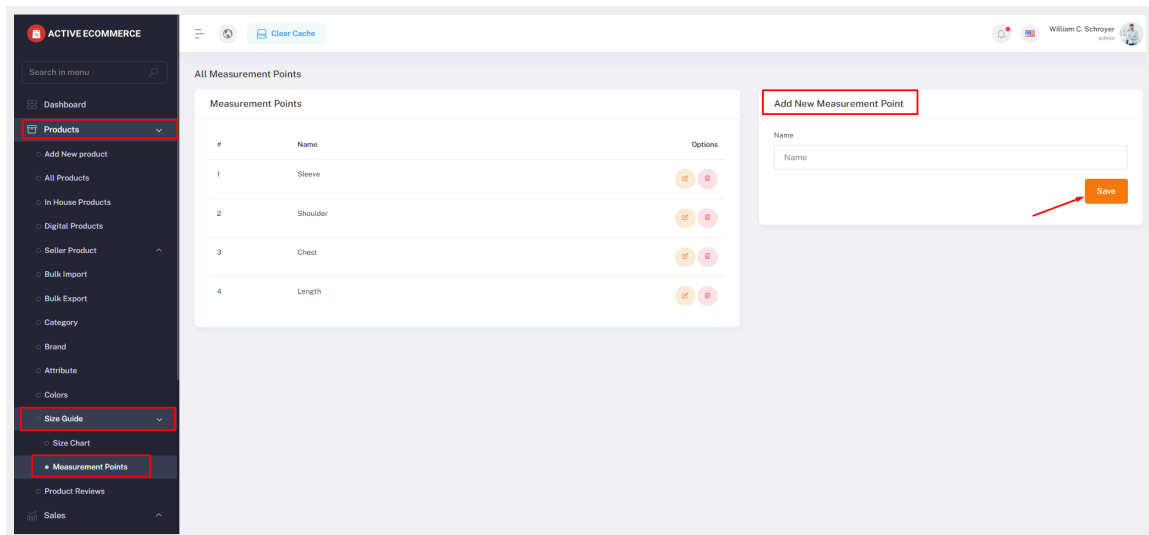 ACTIVE ECOMMERCE
Clear Cache
William C. Schroyer
admin
Search in menu
Dashboard
Products
Add New product
All Products
In House Products
Digital Products
Seller Product
Bulk Import
Bulk Export
Category
Brand
Attribute
Colors
Size Guide
Size Chart
Measurement Points
Product Reviews
Sales
All Measurement Points
Measurement Points
# Name Options
1 Sleeve
2 Shoulder
3 Chest
4 Length
Add New Measurement Point
Name
Name
Save